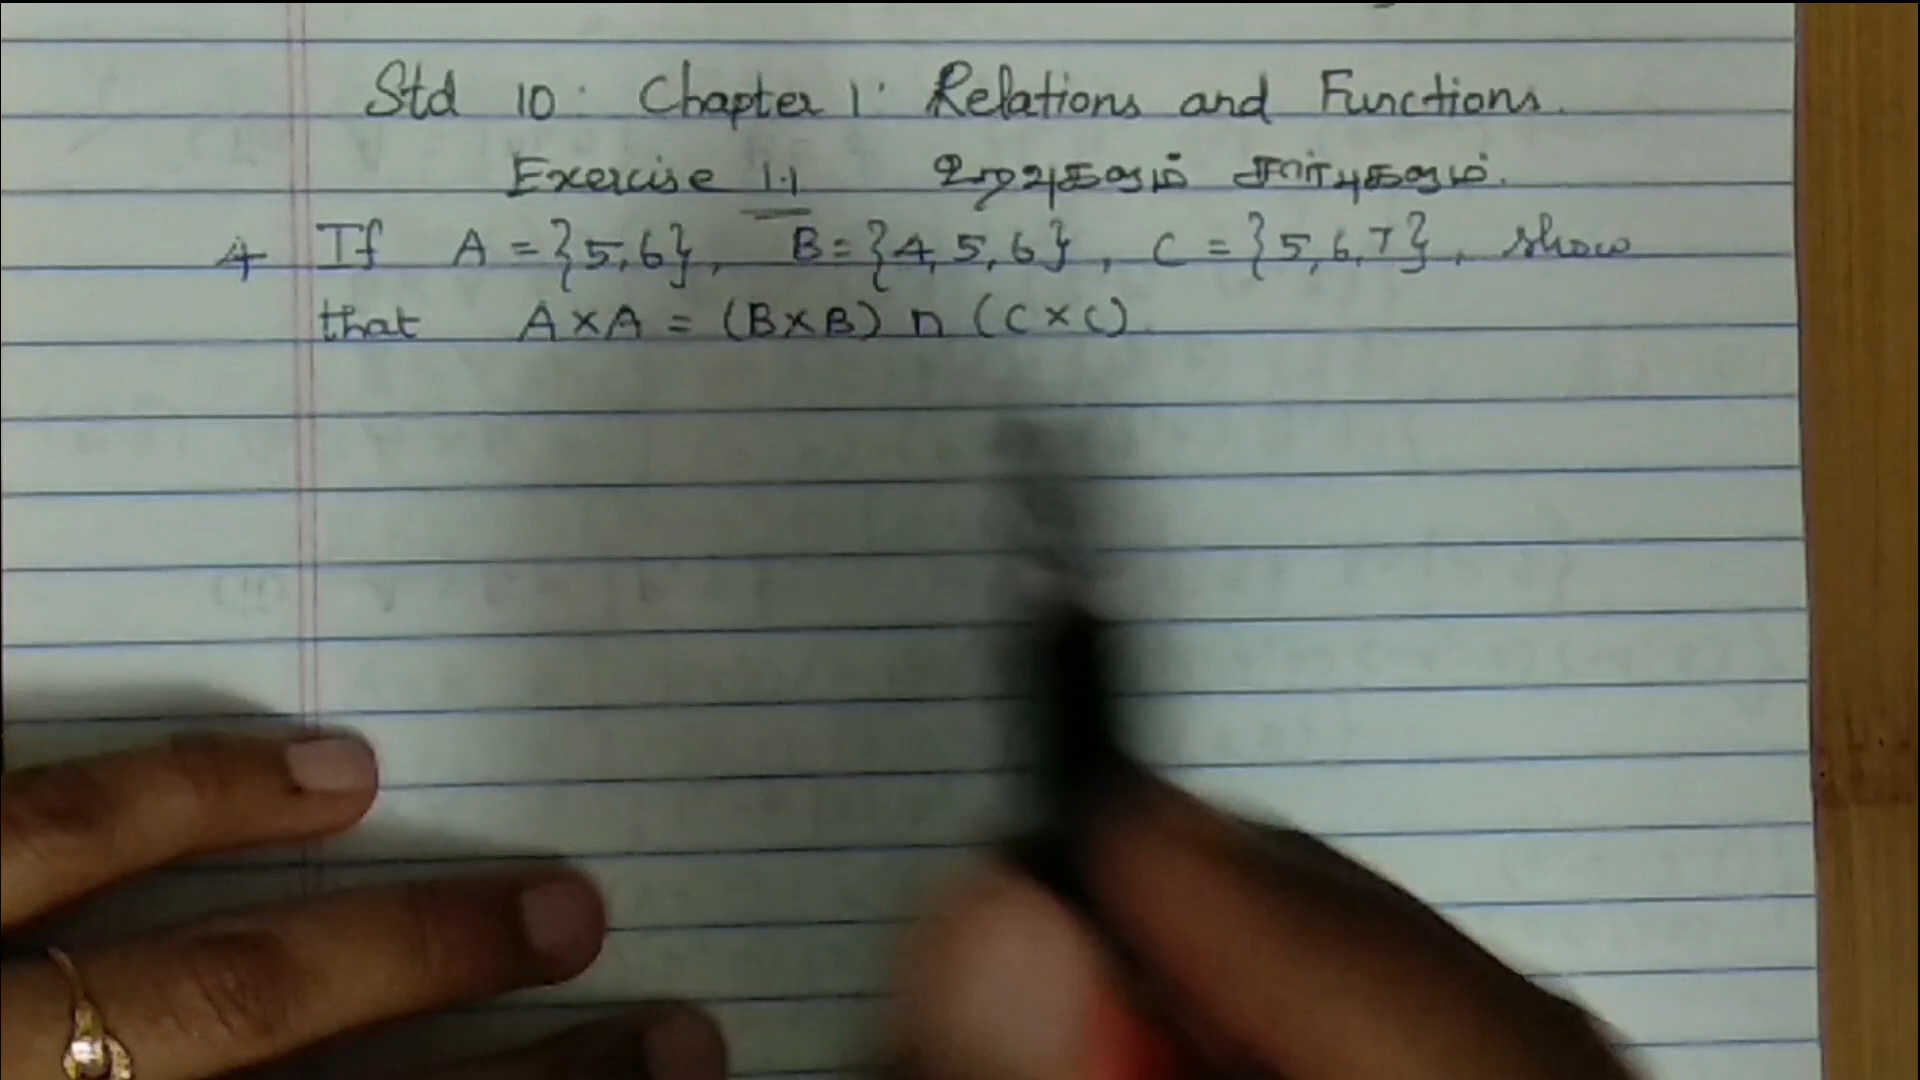 Std 10: Chapter 1: Relations and Functions.
Exercise 1.1 உறவுகளும் சார்புகளும்.
4 If A = {5,6}, B = {4,5,6}, C = {5,6,7}, show
that A×A = (B×B) ∩ (C×C).